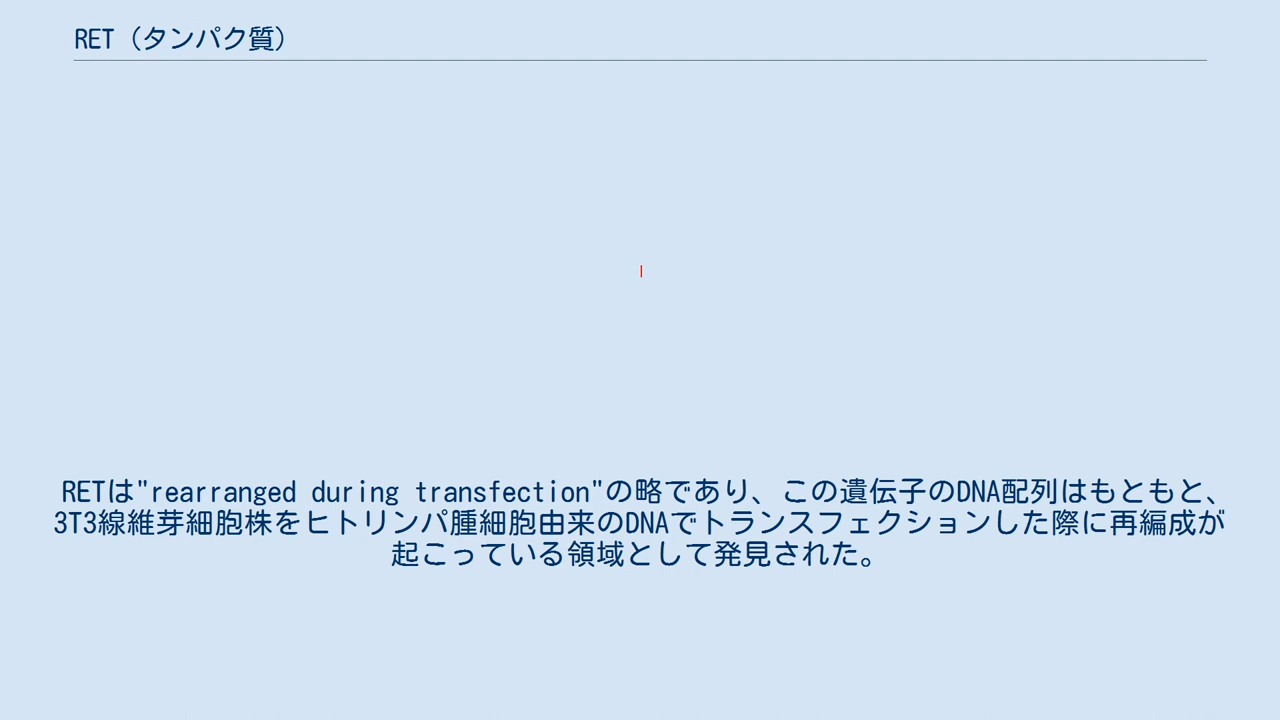 RET（タンパク質）
RETは"rearranged during transfection"の略であり、この遺伝子のDNA配列はもともと、
3T3線維芽細胞株をヒトリンパ腫細胞由来のDNAでトランスフェクションした際に再編成が
起こっている領域として発見された。